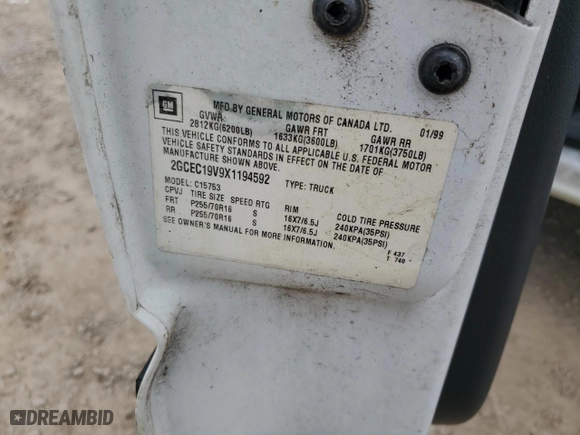 GM
MFD BY GENERAL MOTORS OF CANADA LTD. 01/99
GVWR GAWR FRT GAWR RR
2812KG(6200LB) 1633KG(3600LB) 1701KG(3750LB)
THIS VEHICLE CONFORMS TO ALL APPLICABLE U.S. FEDERAL MOTOR
VEHICLE SAFETY STANDARDS IN EFFECT ON THE DATE OF
2GCEC19V9X1194592 TYPE: TRUCK
MODEL: C15753
CPVJ TIRE SIZE SPEED RTG RIM COLD TIRE PRESSURE
FRT P255/70R16 S 16X7/6.5J 240KPA(35PSI)
RR P255/70R16 S 16X7/6.5J 240KPA(35PSI)
SEE OWNER'S MANUAL FOR MORE INFORMATION.
F 437
T 740
DREAMBID